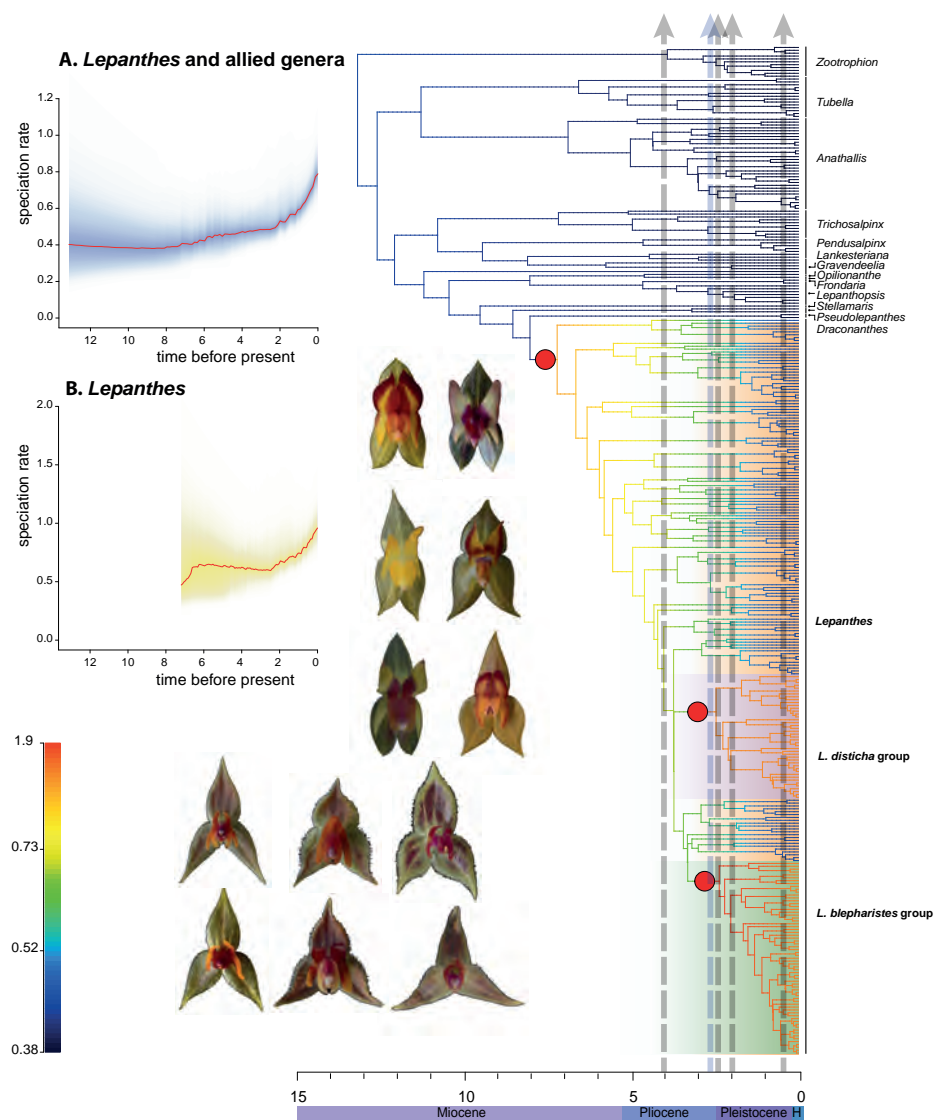 A. Lepanthes and allied genera
speciation rate
1.2
1.0
0.8
0.6
0.4
0.2
0.0
12 10 8 6 4 2 0
time before present
B. Lepanthes
speciation rate
2.0
1.5
1.0
0.5
0.0
12 10 8 6 4 2 0
time before present
1.9
0.73
0.52
0.38
Zootrophion
Tubella
Anathallis
Trichosalpinx
Pendusalpinx
Lankesteriana
Gravendeelia
Opilionanthe
Frondaria
Lepanthopsis
Stellamaris
Pseudolepanthes
Draconanthes
Lepanthes
L. disticha group
L. blepharistes group
15 10 5 0
Miocene Pliocene Pleistocene H